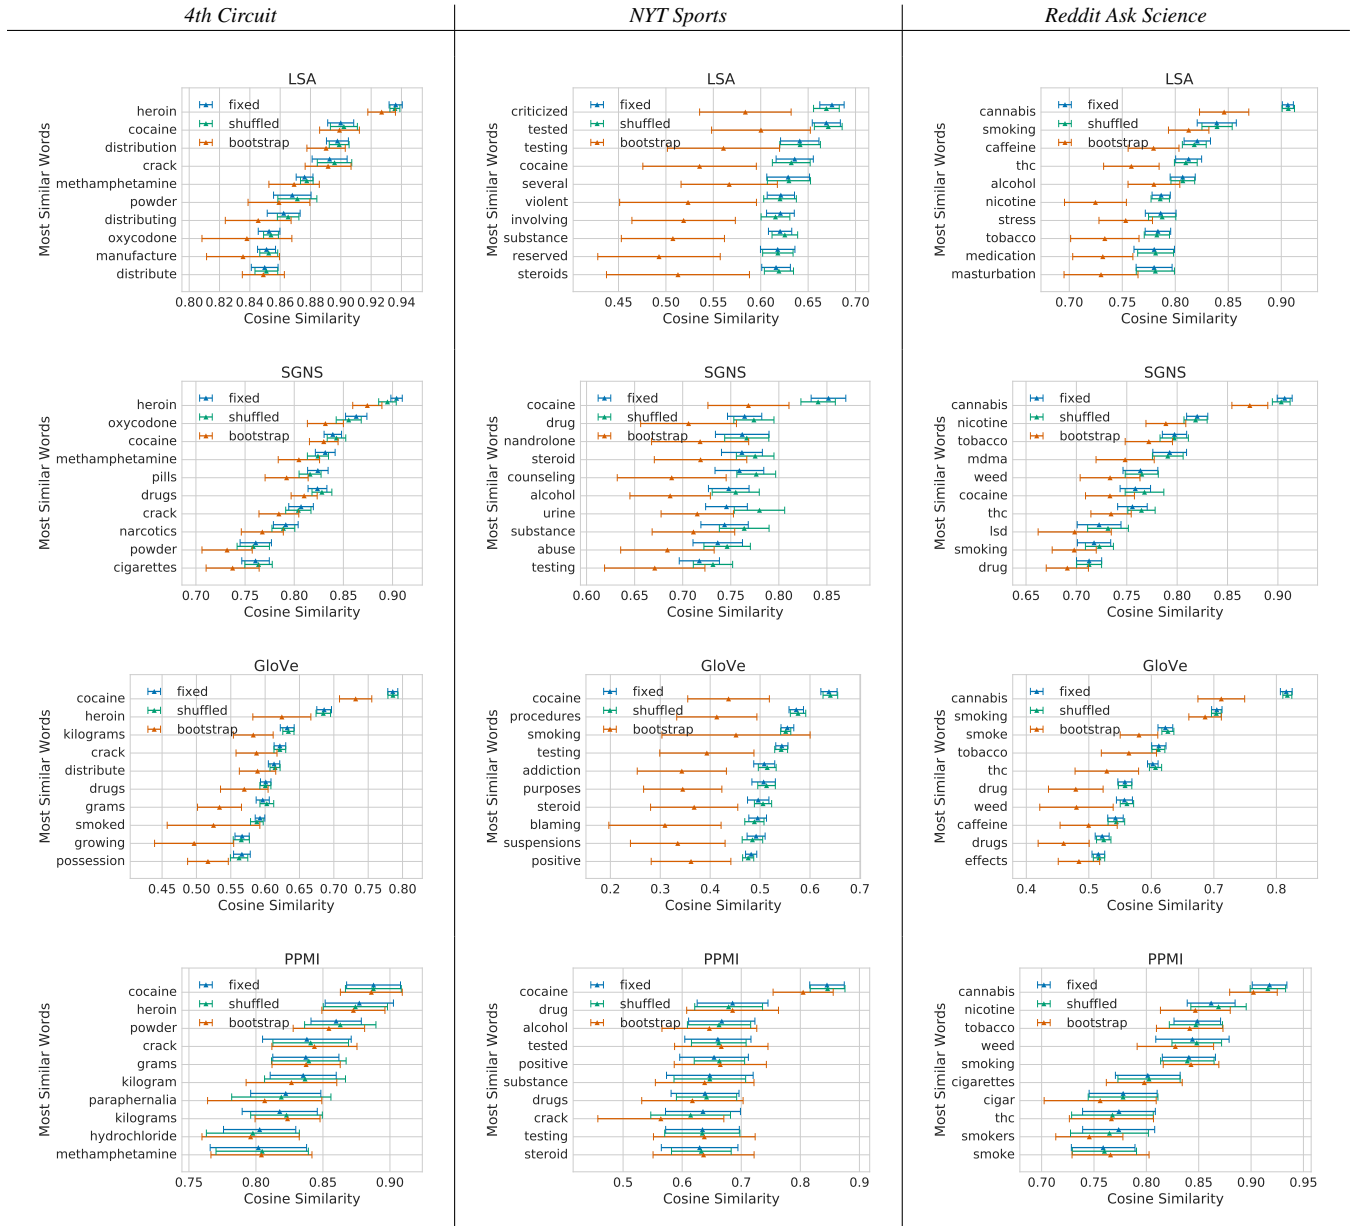 4th Circuit
NYT Sports
Reddit Ask Science
LSA
fixed
shuffled
bootstrap
Most Similar Words
heroin
cocaine
distribution
crack
methamphetamine
powder
distributing
oxycodone
manufacture
distribute
0.80 0.82 0.84 0.86 0.88 0.90 0.92 0.94
Cosine Similarity
LSA
fixed
shuffled
bootstrap
Most Similar Words
criticized
tested
testing
cocaine
several
violent
involving
substance
reserved
steroids
0.45 0.50 0.55 0.60 0.65 0.70
Cosine Similarity
LSA
fixed
shuffled
bootstrap
Most Similar Words
cannabis
smoking
caffeine
thc
alcohol
nicotine
stress
tobacco
medication
masturbation
0.70 0.75 0.80 0.85 0.90
Cosine Similarity
SGNS
fixed
shuffled
bootstrap
Most Similar Words
heroin
oxycodone
cocaine
methamphetamine
pills
drugs
crack
narcotics
powder
cigarettes
0.70 0.75 0.80 0.85 0.90
Cosine Similarity
SGNS
fixed
shuffled
bootstrap
Most Similar Words
cocaine
drug
nandrolone
steroid
counseling
alcohol
urine
substance
abuse
testing
0.60 0.65 0.70 0.75 0.80 0.85
Cosine Similarity
SGNS
fixed
shuffled
bootstrap
Most Similar Words
cannabis
nicotine
tobacco
mdma
weed
cocaine
thc
lsd
smoking
drug
0.65 0.70 0.75 0.80 0.85 0.90
Cosine Similarity
GloVe
fixed
shuffled
bootstrap
Most Similar Words
cocaine
heroin
kilograms
crack
distribute
drugs
grams
smoked
growing
possession
0.45 0.50 0.55 0.60 0.65 0.70 0.75 0.80
Cosine Similarity
GloVe
fixed
shuffled
bootstrap
Most Similar Words
cocaine
procedures
smoking
testing
addiction
purposes
steroid
blaming
suspensions
positive
0.2 0.3 0.4 0.5 0.6 0.7
Cosine Similarity
GloVe
fixed
shuffled
bootstrap
Most Similar Words
cannabis
smoking
smoke
tobacco
thc
drug
weed
caffeine
drugs
effects
0.4 0.5 0.6 0.7 0.8
Cosine Similarity
PPMI
fixed
shuffled
bootstrap
Most Similar Words
cocaine
heroin
powder
crack
grams
kilogram
paraphernalia
kilograms
hydrochloride
methamphetamine
0.75 0.80 0.85 0.90
Cosine Similarity
PPMI
fixed
shuffled
bootstrap
Most Similar Words
cocaine
drug
alcohol
tested
positive
substance
drugs
crack
testing
steroid
0.5 0.6 0.7 0.8 0.9
Cosine Similarity
PPMI
fixed
shuffled
bootstrap
Most Similar Words
cannabis
nicotine
tobacco
weed
smoking
cigarettes
cigar
thc
smokers
smoke
0.70 0.75 0.80 0.85 0.90 0.95
Cosine Similarity